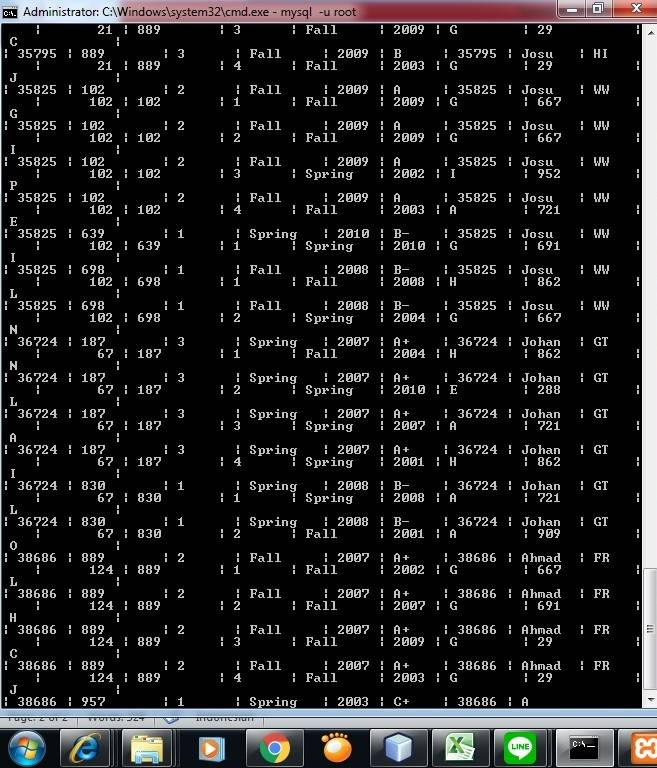 Administrator: C:\Windows\system32\cmd.exe - mysql -u root
21 | 889 | 3 | Fall | 2009 | G | 29 |
C |
| 35795 | 889 | 3 | Fall | 2009 | B | 35795 | Josu | HI
| 21 | 889 | 4 | Fall | 2003 | G | 29 |
J |
| 35825 | 102 | 2 | Fall | 2009 | A | 35825 | Josu | WW
| 102 | 102 | 1 | Fall | 2009 | G | 667 |
G |
| 35825 | 102 | 2 | Fall | 2009 | A | 35825 | Josu | WW
| 102 | 102 | 2 | Fall | 2009 | G | 667 |
I |
| 35825 | 102 | 2 | Fall | 2009 | A | 35825 | Josu | WW
| 102 | 102 | 3 | Spring | 2002 | I | 952 |
P |
| 35825 | 102 | 2 | Fall | 2009 | A | 35825 | Josu | WW
| 102 | 102 | 4 | Fall | 2003 | A | 721 |
E |
| 35825 | 639 | 1 | Spring | 2010 | B- | 35825 | Josu | WW
| 102 | 639 | 1 | Spring | 2010 | G | 691 |
I |
| 35825 | 698 | 1 | Fall | 2008 | B- | 35825 | Josu | WW
| 102 | 698 | 1 | Fall | 2008 | H | 862 |
L |
| 35825 | 698 | 1 | Fall | 2008 | B- | 35825 | Josu | WW
| 102 | 698 | 2 | Spring | 2004 | G | 667 |
N |
| 36724 | 187 | 3 | Spring | 2007 | A+ | 36724 | Johan | GT
| 67 | 187 | 1 | Fall | 2004 | H | 862 |
N |
| 36724 | 187 | 3 | Spring | 2007 | A+ | 36724 | Johan | GT
| 67 | 187 | 2 | Spring | 2010 | E | 288 |
L |
| 36724 | 187 | 3 | Spring | 2007 | A+ | 36724 | Johan | GT
| 67 | 187 | 3 | Spring | 2007 | A | 721 |
A |
| 36724 | 187 | 3 | Spring | 2007 | A+ | 36724 | Johan | GT
| 67 | 187 | 4 | Spring | 2001 | H | 862 |
I |
| 36724 | 830 | 1 | Spring | 2008 | B- | 36724 | Johan | GT
| 67 | 830 | 1 | Spring | 2008 | A | 721 |
L |
| 36724 | 830 | 1 | Spring | 2008 | B- | 36724 | Johan | GT
| 67 | 830 | 2 | Fall | 2001 | A | 909 |
O |
| 38686 | 889 | 2 | Fall | 2007 | A+ | 38686 | Ahmad | FR
| 124 | 889 | 1 | Fall | 2002 | G | 667 |
L |
| 38686 | 889 | 2 | Fall | 2007 | A+ | 38686 | Ahmad | FR
| 124 | 889 | 2 | Fall | 2007 | G | 691 |
H |
| 38686 | 889 | 2 | Fall | 2007 | A+ | 38686 | Ahmad | FR
| 124 | 889 | 3 | Fall | 2009 | G | 29 |
C |
| 38686 | 889 | 2 | Fall | 2007 | A+ | 38686 | Ahmad | FR
| 124 | 889 | 4 | Fall | 2003 | G | 29 |
J |
| 38686 | 957 | 1 | Spring | 2003 | C+ | 38686 | A
Page: 2 of 2 Words: 324 Indonesian
LINE